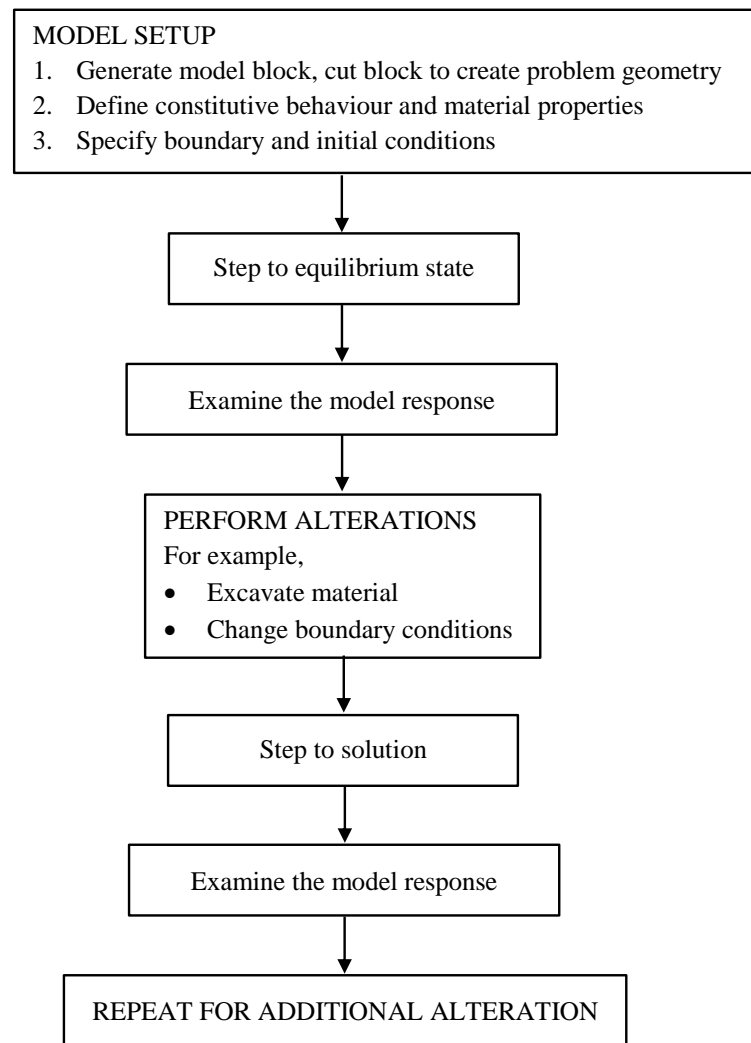 MODEL SETUP
1. Generate model block, cut block to create problem geometry
2. Define constitutive behaviour and material properties
3. Specify boundary and initial conditions
Step to equilibrium state
Examine the model response
PERFORM ALTERATIONS
For example,
• Excavate material
• Change boundary conditions
Step to solution
Examine the model response
REPEAT FOR ADDITIONAL ALTERATION